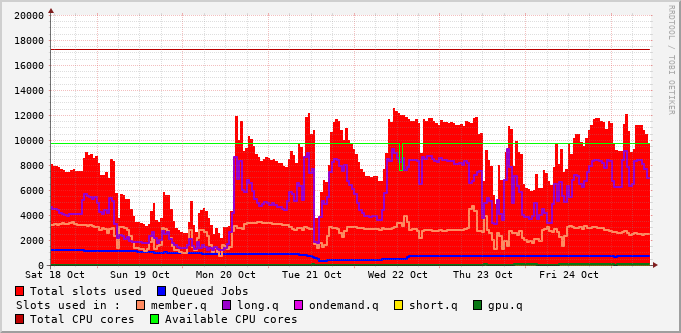 RRDTOOL / TOBI OETIKER
20000
18000
16000
14000
12000
10000
8000
6000
4000
2000
0
Sat 18 Oct Sun 19 Oct Mon 20 Oct Tue 21 Oct Wed 22 Oct Thu 23 Oct Fri 24 Oct
Total slots used Queued Jobs
Slots used in : member.q long.q ondemand.q short.q gpu.q
Total CPU cores Available CPU cores